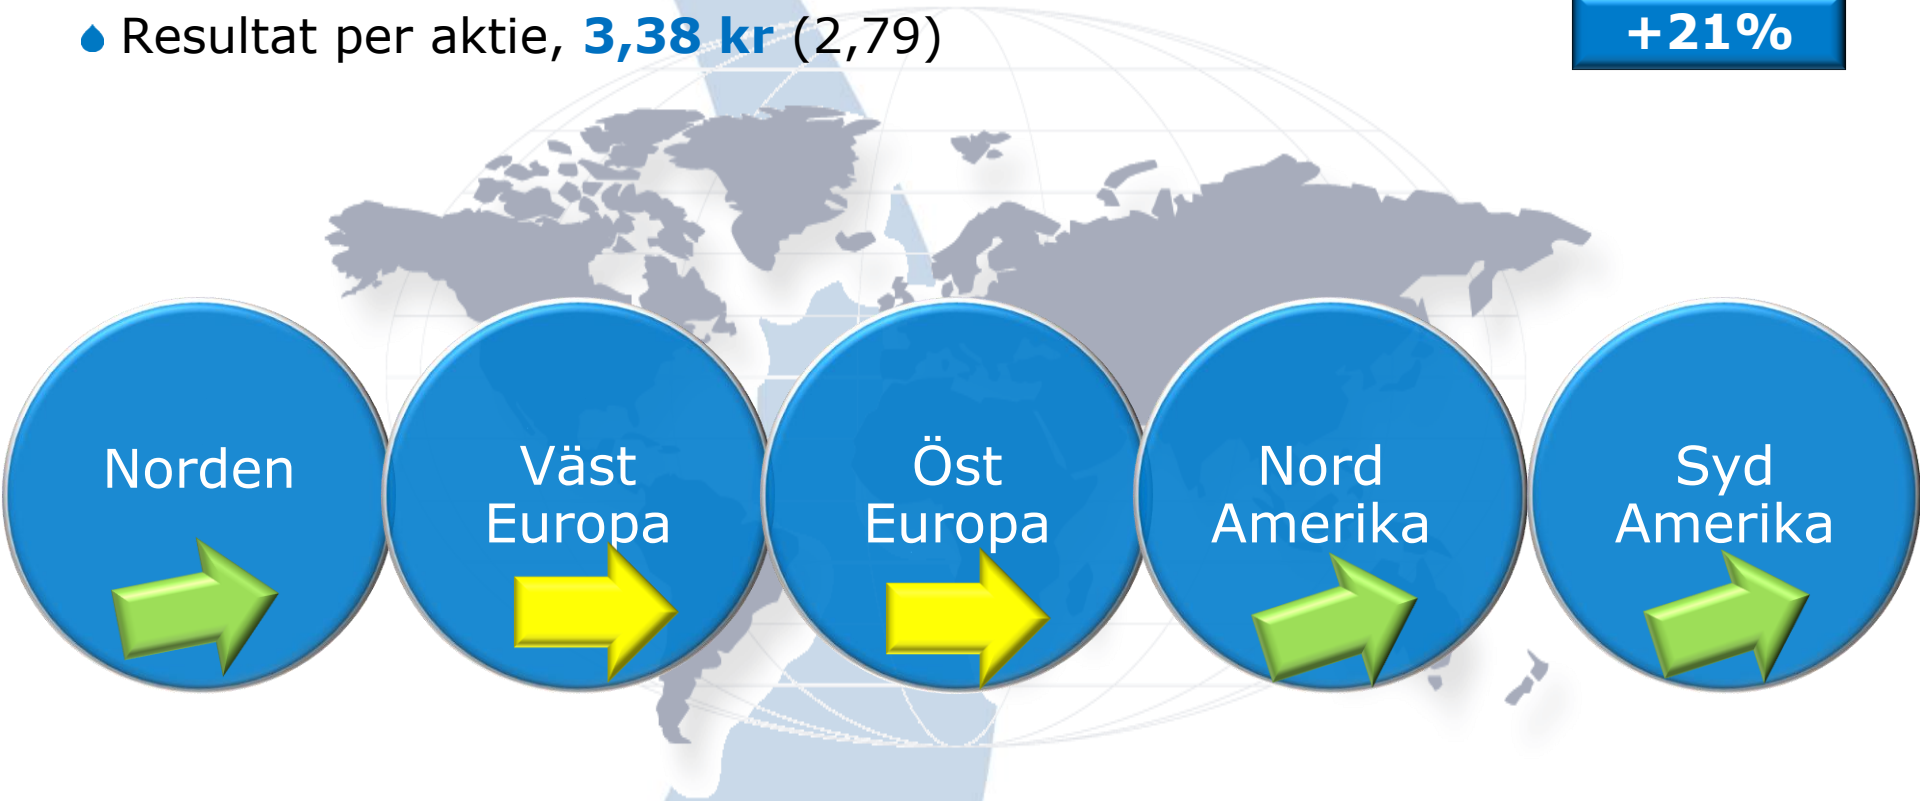 Resultat per aktie, 3,38 kr (2,79)
+21%
Norden
Väst
Europa
Öst
Europa
Nord
Amerika
Syd
Amerika